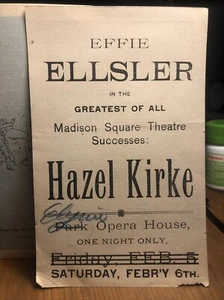 EFFIE
ELLSLER
IN THE
GREATEST OF ALL
Madison Square Theatre
Successes:
Hazel Kirke
Elyria
Park Opera House,
ONE NIGHT ONLY,
Friday FEB. 5
SATURDAY, FEBR'Y 6TH.